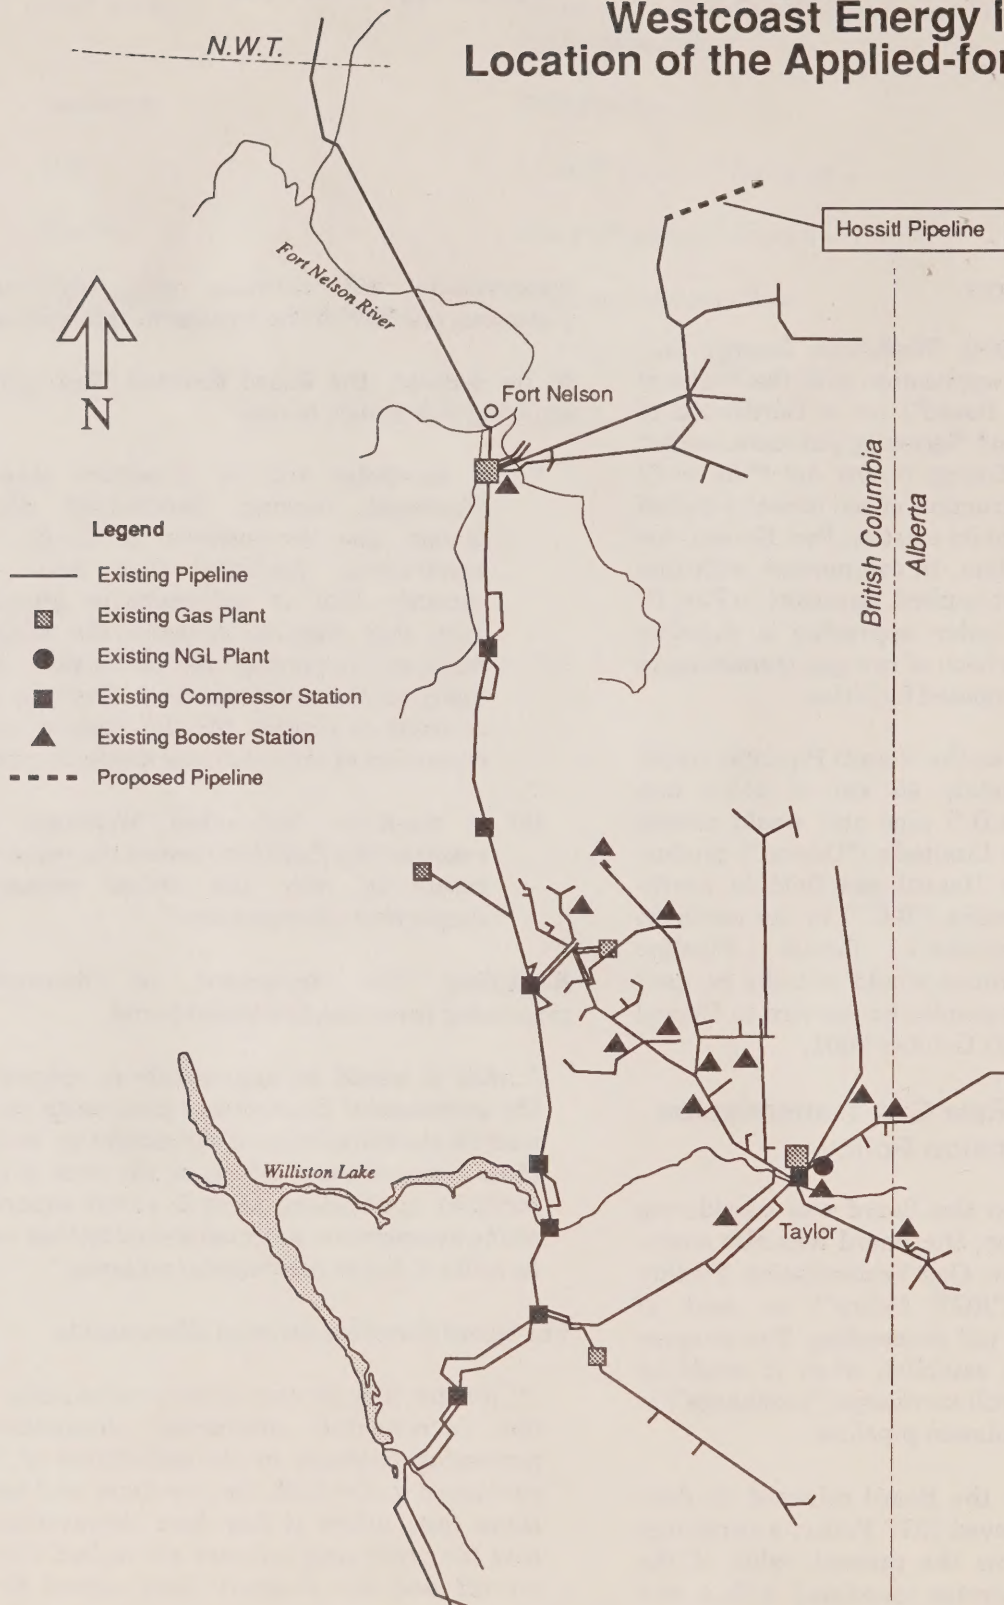 Westcoast Energy I
Location of the Applied-for
N.W.T.
Hossitl Pipeline
Fort Nelson River
N
Fort Nelson
British Columbia
Alberta
Legend
Existing Pipeline
Existing Gas Plant
Existing NGL Plant
Existing Compressor Station
Existing Booster Station
Proposed Pipeline
Williston Lake
Taylor